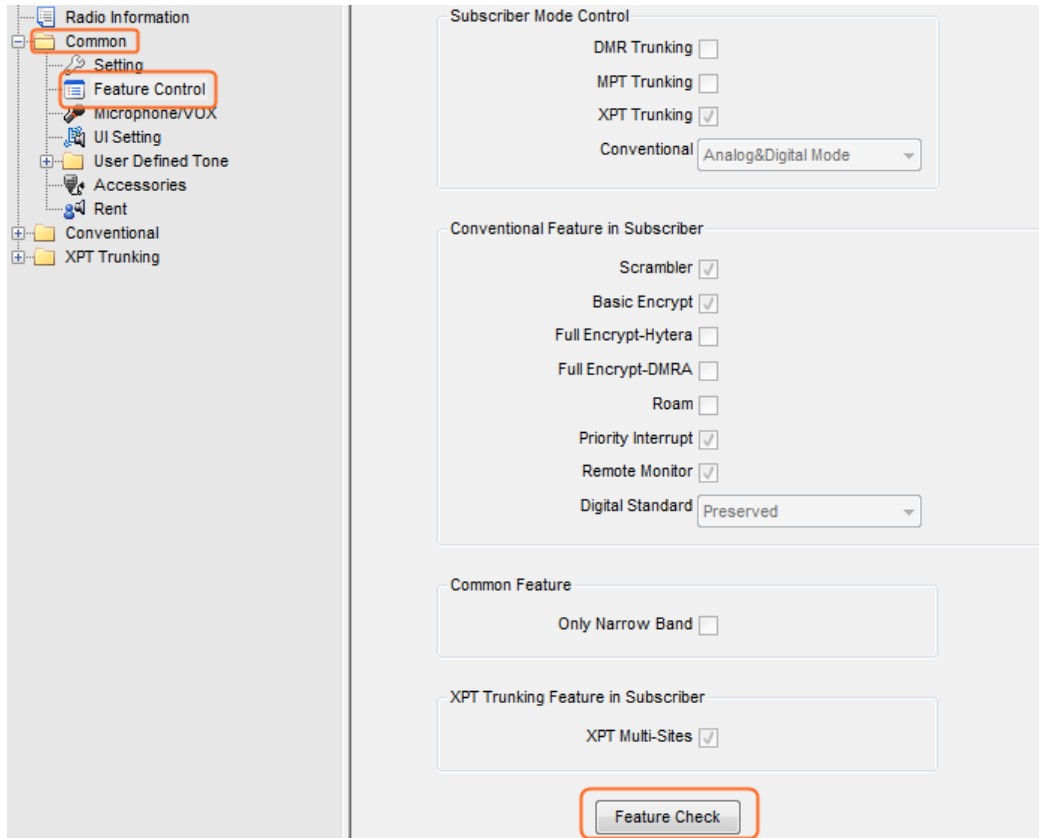 Radio Information
Common
Setting
Feature Control
Microphone/VOX
UI Setting
User Defined Tone
Accessories
Rent
Conventional
XPT Trunking
Subscriber Mode Control
DMR Trunking
MPT Trunking
XPT Trunking
Conventional Analog&Digital Mode
Conventional Feature in Subscriber
Scrambler
Basic Encrypt
Full Encrypt-Hytera
Full Encrypt-DMRA
Roam
Priority Interrupt
Remote Monitor
Digital Standard Preserved
Common Feature
Only Narrow Band
XPT Trunking Feature in Subscriber
XPT Multi-Sites
Feature Check